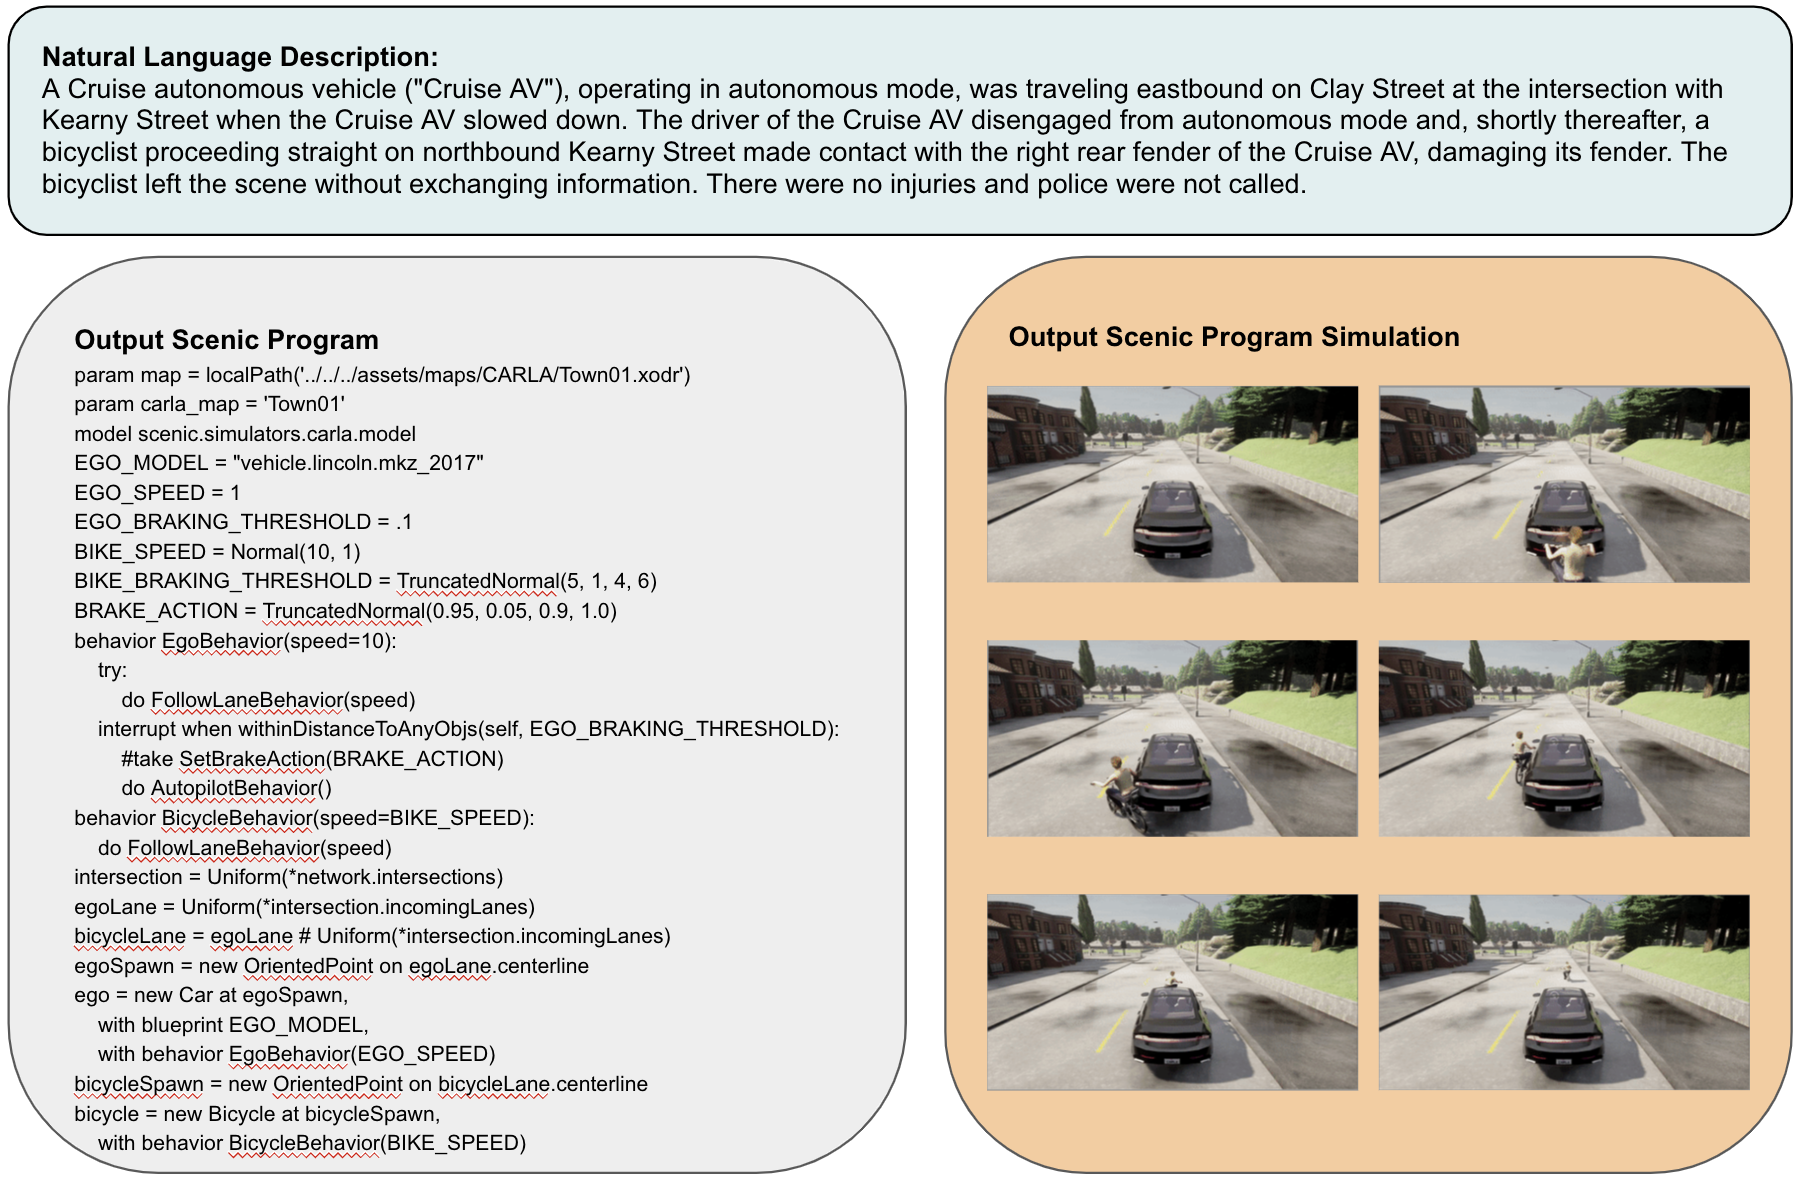 Natural Language Description:
A Cruise autonomous vehicle ("Cruise AV"), operating in autonomous mode, was traveling eastbound on Clay Street at the intersection with
Kearny Street when the Cruise AV slowed down. The driver of the Cruise AV disengaged from autonomous mode and, shortly thereafter, a
bicyclist proceeding straight on northbound Kearny Street made contact with the right rear fender of the Cruise AV, damaging its fender. The
bicyclist left the scene without exchanging information. There were no injuries and police were not called.
Output Scenic Program
param map = localPath('../../../assets/maps/CARLA/Town01.xodr')
param carla_map = 'Town01'
model scenic.simulators.carla.model
EGO_MODEL = "vehicle.lincoln.mkz_2017"
EGO_SPEED = 1
EGO_BRAKING_THRESHOLD = .1
BIKE_SPEED = Normal(10, 1)
BIKE_BRAKING_THRESHOLD = TruncatedNormal(5, 1, 4, 6)
BRAKE_ACTION = TruncatedNormal(0.95, 0.05, 0.9, 1.0)
behavior EgoBehavior(speed=10):
    try:
        do FollowLaneBehavior(speed)
    interrupt when withinDistanceToAnyObjs(self, EGO_BRAKING_THRESHOLD):
        #take SetBrakeAction(BRAKE_ACTION)
        do AutopilotBehavior()
behavior BicycleBehavior(speed=BIKE_SPEED):
    do FollowLaneBehavior(speed)
intersection = Uniform(*network.intersections)
egoLane = Uniform(*intersection.incomingLanes)
bicycleLane = egoLane # Uniform(*intersection.incomingLanes)
egoSpawn = new OrientedPoint on egoLane.centerline
ego = new Car at egoSpawn,
    with blueprint EGO_MODEL,
    with behavior EgoBehavior(EGO_SPEED)
bicycleSpawn = new OrientedPoint on bicycleLane.centerline
bicycle = new Bicycle at bicycleSpawn,
    with behavior BicycleBehavior(BIKE_SPEED)
Output Scenic Program Simulation